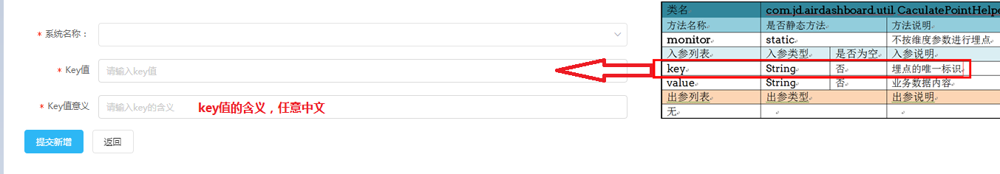 * 系统名称：
* Key值 请输入key值
* Key值意义 请输入key的含义 key值的含义，任意中文
提交新增 返回
类名 com.jd.airdashboard.util.CaculatePointHelpe
方法名称 是否静态方法 方法说明
monitor static 不按维度参数进行埋点
入参列表 入参类型 是否为空 入参说明
key String 否 埋点的唯一标识
value String 否 业务数据内容
出参列表 出参类型 出参说明
无